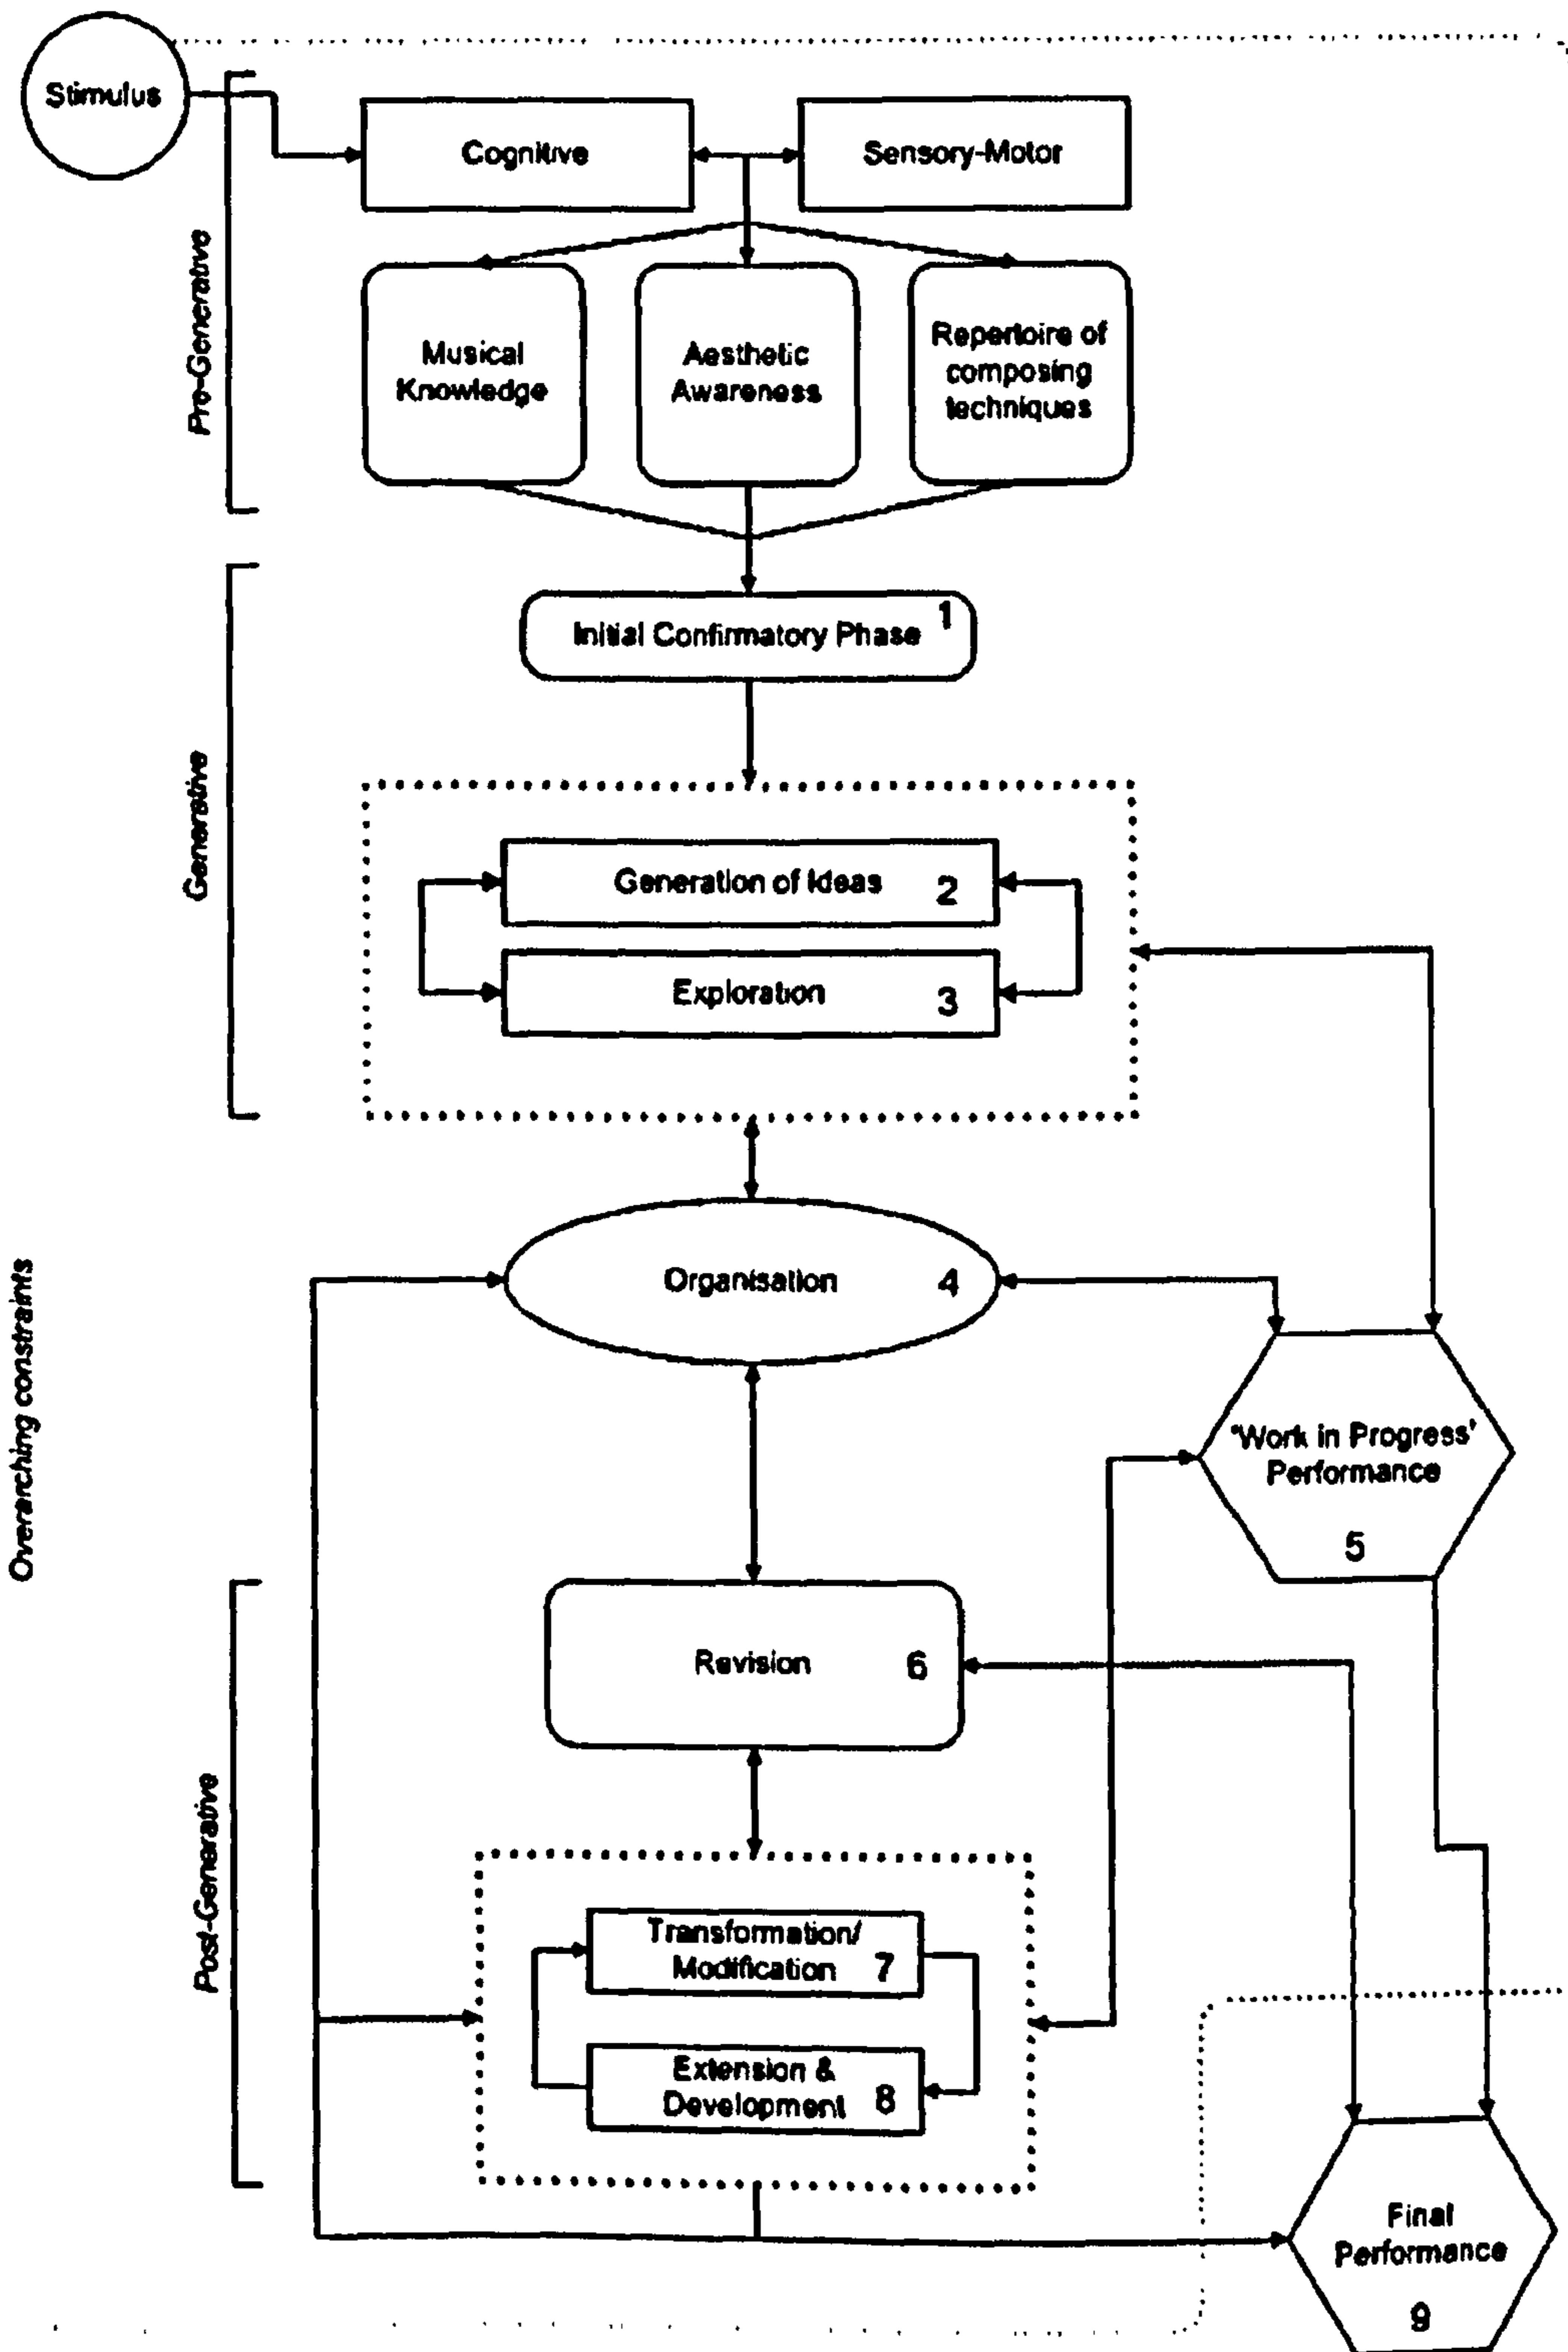 Stimulus
Cognitive
Sensory-Motor
Pre-Generative
Musical
Knowledge
Aesthetic
Awareness
Repertoire of
composing
techniques
Generative
Initial Confirmatory Phase 1
Generation of Ideas 2
Exploration 3
Overarching constraints
Organisation 4
'Work in Progress'
Performance
5
Post-Generative
Revision 6
Transformation/
Modification 7
Extension &
Development 8
Final
Performance
9